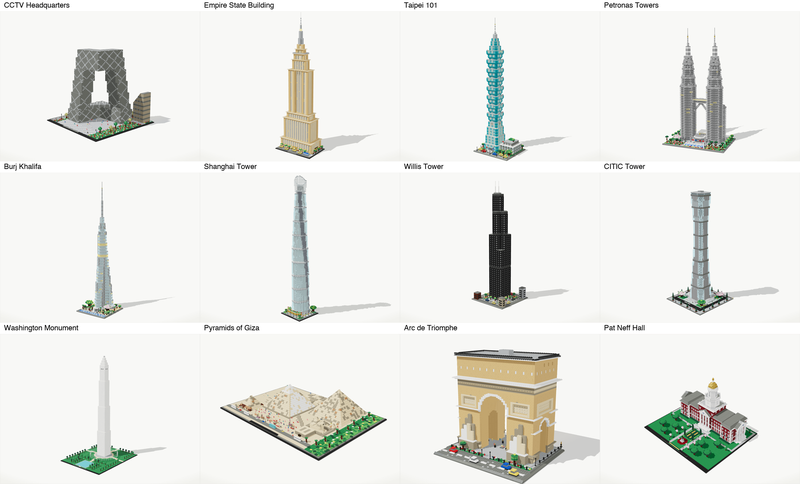 CCTV Headquarters
Empire State Building
Taipei 101
Petronas Towers
Burj Khalifa
Shanghai Tower
Willis Tower
CITIC Tower
Washington Monument
Pyramids of Giza
Arc de Triomphe
Pat Neff Hall